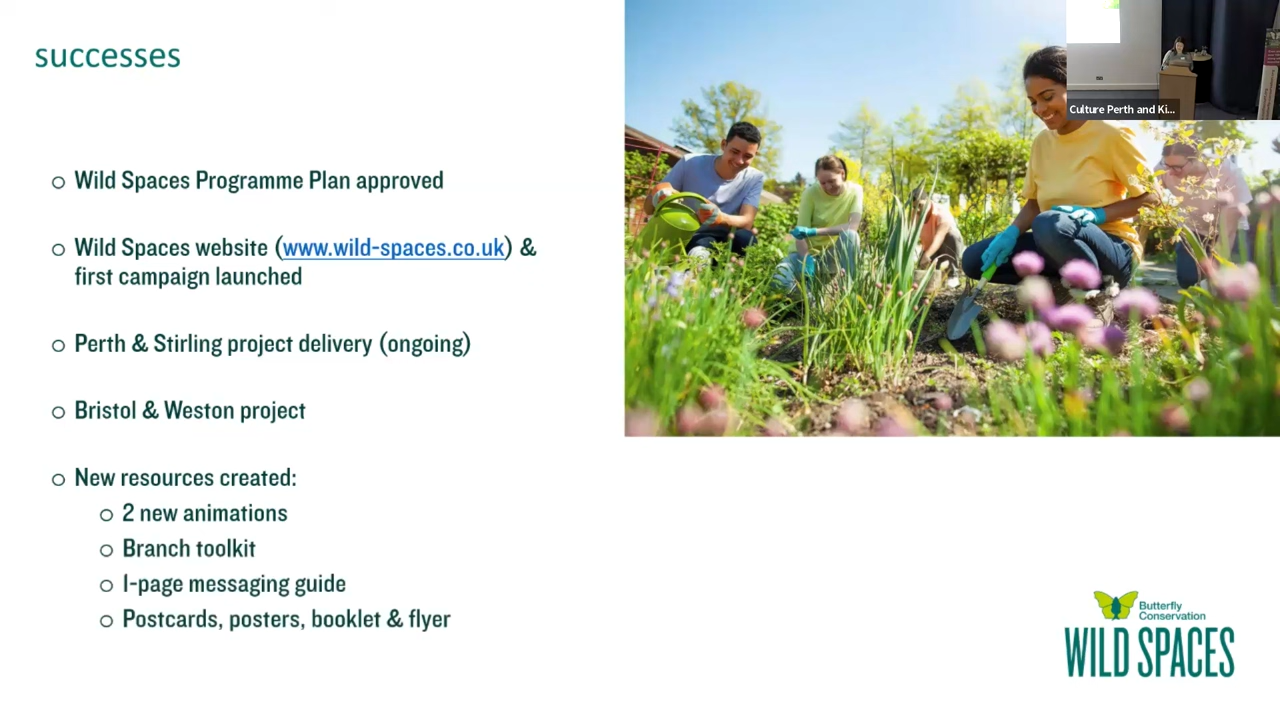 successes
Culture Perth and Ki...
o Wild Spaces Programme Plan approved
o Wild Spaces website (www.wild-spaces.co.uk) &
first campaign launched
o Perth & Stirling project delivery (ongoing)
o Bristol & Weston project
o New resources created:
o 2 new animations
o Branch toolkit
o 1-page messaging guide
o Postcards, posters, booklet & flyer
Butterfly
Conservation
WILD SPACES